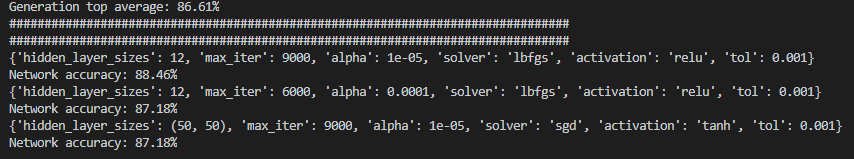 Generation top average: 86.61%
################################################################################
################################################################################
{'hidden_layer_sizes': 12, 'max_iter': 9000, 'alpha': 1e-05, 'solver': 'lbfgs', 'activation': 'relu', 'tol': 0.001}
Network accuracy: 88.46%
{'hidden_layer_sizes': 12, 'max_iter': 6000, 'alpha': 0.0001, 'solver': 'lbfgs', 'activation': 'relu', 'tol': 0.001}
Network accuracy: 87.18%
{'hidden_layer_sizes': (50, 50), 'max_iter': 9000, 'alpha': 1e-05, 'solver': 'sgd', 'activation': 'tanh', 'tol': 0.001}
Network accuracy: 87.18%